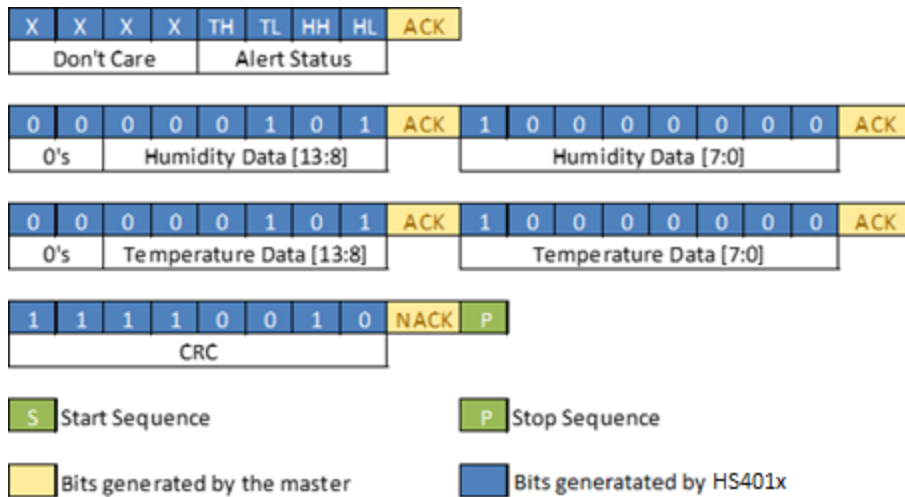 X X X X TH TL HH HL ACK
Don't Care Alert Status
0 0 0 0 0 1 0 1 ACK 1 0 0 0 0 0 0 0 ACK
0's Humidity Data [13:8] Humidity Data [7:0]
0 0 0 0 0 1 0 1 ACK 1 0 0 0 0 0 0 0 ACK
0's Temperature Data [13:8] Temperature Data [7:0]
1 1 1 1 0 0 1 0 NACK P
CRC
S Start Sequence P Stop Sequence
Bits generated by the master Bits generatated by HS401x